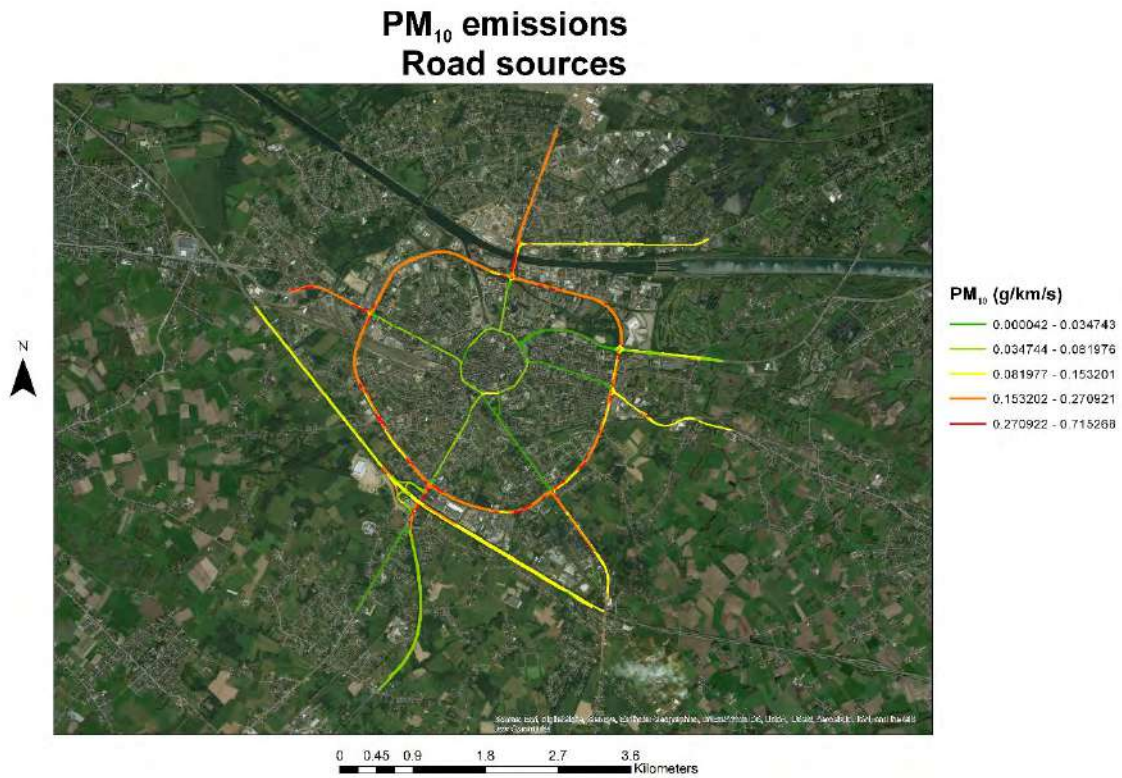 PM₁₀ emissions
Road sources
PM₁₀ (g/km/s)
0.000042 - 0.034743
0.034744 - 0.081976
0.081977 - 0.153201
0.153202 - 0.270921
0.270922 - 0.715268
N
0 0.45 0.9 1.8 2.7 3.6
Kilometers